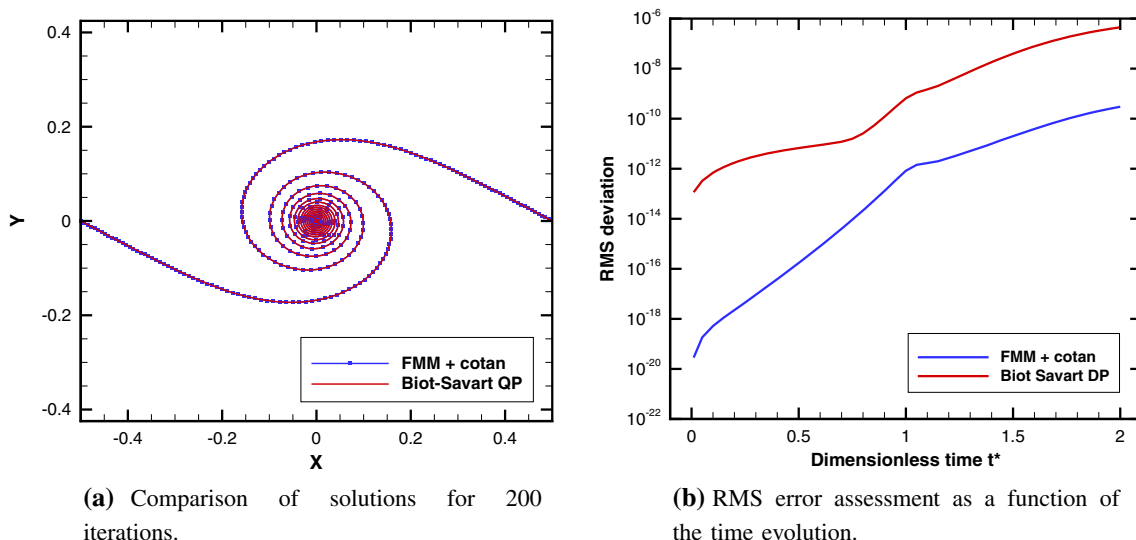 0.4
0.2
0
-0.2
-0.4
Y
-0.4
-0.2
0
0.2
0.4
X
FMM + cotan
Biot-Savart QP
(a) Comparison of solutions for 200
iterations.
10-6
10-8
10-10
10-12
10-14
10-16
10-18
10-20
10-22
RMS deviation
0
0.5
1
1.5
2
Dimensionless time t*
FMM + cotan
Biot Savart DP
(b) RMS error assessment as a function of
the time evolution.